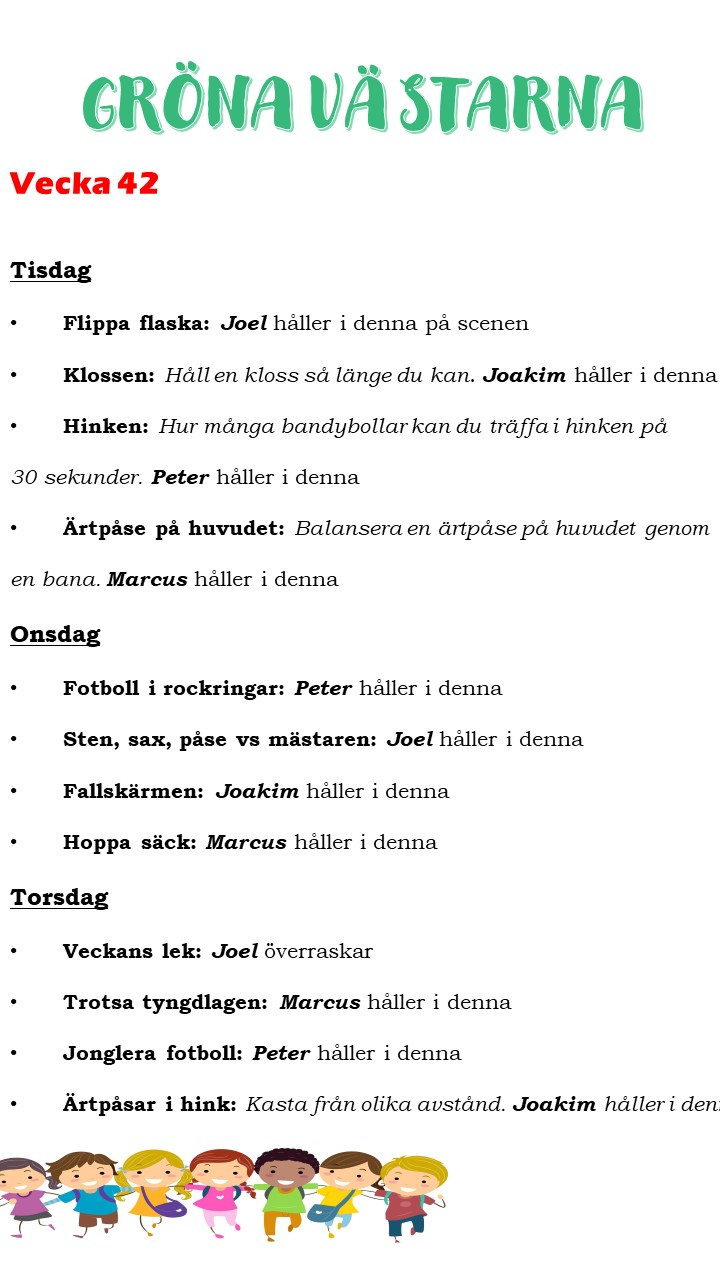 GRÖNA VÄ STARNA
Vecka 42
Tisdag
• Flippa flaska: Joel håller i denna på scenen
• Klossen: Håll en kloss så länge du kan. Joakim håller i denna
• Hinken: Hur många bandybollar kan du träffa i hinken på
30 sekunder. Peter håller i denna
• Ärtpåse på huvudet: Balansera en ärtpåse på huvudet genom
en bana. Marcus håller i denna
Onsdag
• Fotboll i rockringar: Peter håller i denna
• Sten, sax, påse vs mästaren: Joel håller i denna
• Fallskärmen: Joakim håller i denna
• Hoppa säck: Marcus håller i denna
Torsdag
• Veckans lek: Joel överraskar
• Trotsa tyngdlagen: Marcus håller i denna
• Jonglera fotboll: Peter håller i denna
• Ärtpåsar i hink: Kasta från olika avstånd. Joakim håller i